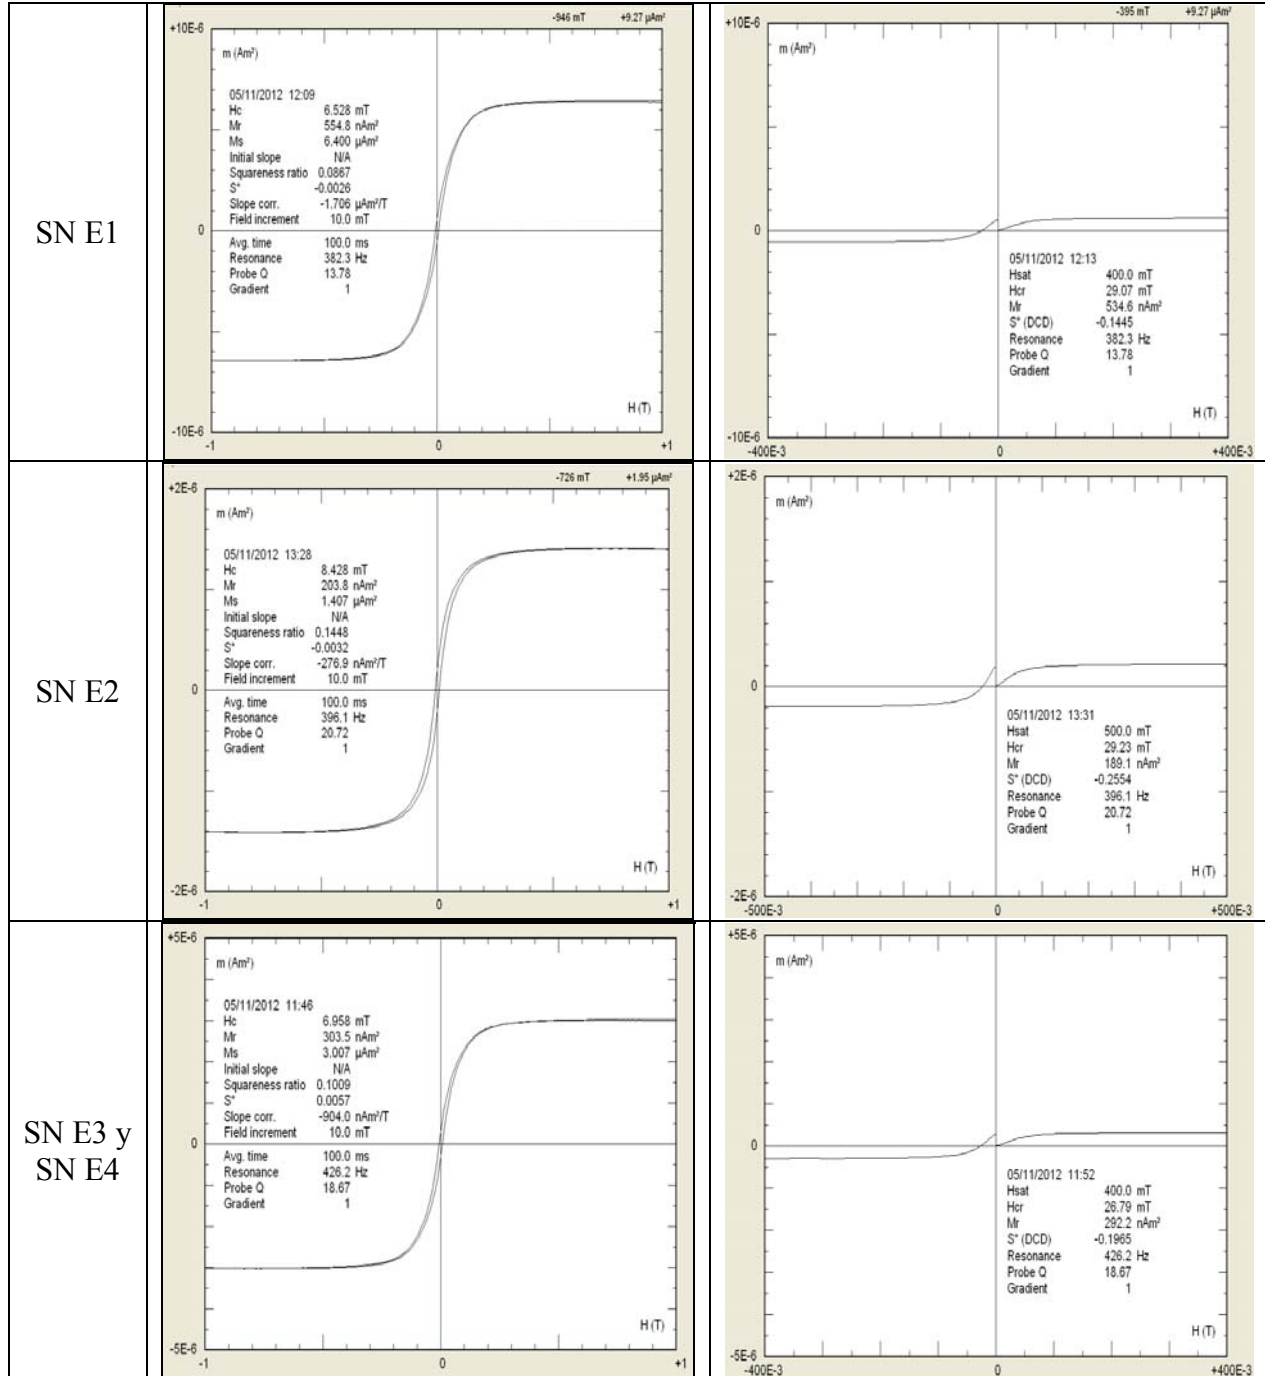 SN E1
-946 mT +9.27 µAm²
+10E-6
m (Am²)
05/11/2012 12:09
Hc 6.528 mT
Mr 554.8 nAm²
Ms 6.400 µAm²
Initial slope N/A
Squareness ratio 0.0867
S* -0.0026
Slope corr. -1.706 µAm²/T
Field increment 10.0 mT
0
Avg. time 100.0 ms
Resonance 382.3 Hz
Probe Q 13.78
Gradient 1
H (T)
-10E-6
-1 0 +1
-395 mT +9.27 µAm²
+10E-6
m (Am²)
0
05/11/2012 12:13
Hsat 400.0 mT
Hcr 29.07 mT
Mr 534.6 nAm²
S* (DCD) -0.1445
Resonance 382.3 Hz
Probe Q 13.78
Gradient 1
H (T)
-10E-6
-400E-3 0 +400E-3
SN E2
-726 mT +1.95 µAm²
+2E-6
m (Am²)
05/11/2012 13:28
Hc 8.428 mT
Mr 203.8 nAm²
Ms 1.407 µAm²
Initial slope N/A
Squareness ratio 0.1448
S* -0.0032
Slope corr. -276.9 nAm²/T
Field increment 10.0 mT
0
Avg. time 100.0 ms
Resonance 396.1 Hz
Probe Q 20.72
Gradient 1
H (T)
-2E-6
-1 0 +1
+2E-6
m (Am²)
0
05/11/2012 13:31
Hsat 500.0 mT
Hcr 29.23 mT
Mr 189.1 nAm²
S* (DCD) -0.2554
Resonance 396.1 Hz
Probe Q 20.72
Gradient 1
H (T)
-2E-6
-500E-3 0 +500E-3
SN E3 y
SN E4
+5E-6
m (Am²)
05/11/2012 11:46
Hc 6.958 mT
Mr 303.5 nAm²
Ms 3.007 µAm²
Initial slope N/A
Squareness ratio 0.1009
S* 0.0057
Slope corr. -904.0 nAm²/T
Field increment 10.0 mT
0
Avg. time 100.0 ms
Resonance 426.2 Hz
Probe Q 18.67
Gradient 1
H (T)
-5E-6
-1 0 +1
+5E-6
m (Am²)
0
05/11/2012 11:52
Hsat 400.0 mT
Hcr 26.79 mT
Mr 292.2 nAm²
S* (DCD) -0.1965
Resonance 426.2 Hz
Probe Q 18.67
Gradient 1
H (T)
-5E-6
-400E-3 0 +400E-3